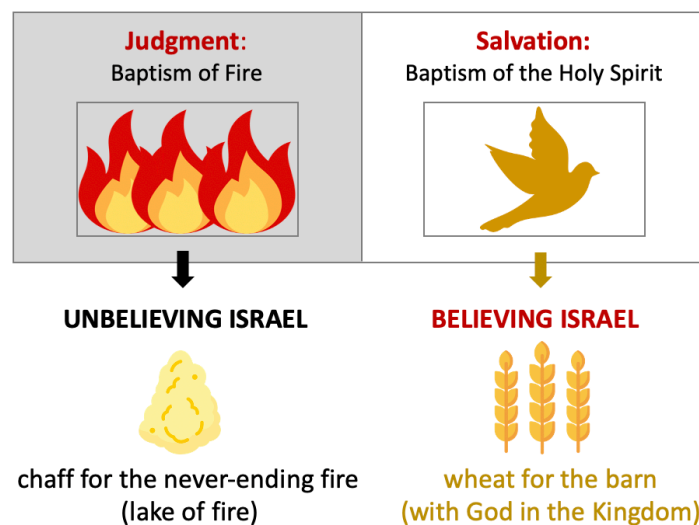 Judgment:
Baptism of Fire
Salvation:
Baptism of the Holy Spirit
UNBELIEVING ISRAEL
BELIEVING ISRAEL
chaff for the never-ending fire
(lake of fire)
wheat for the barn
(with God in the Kingdom)